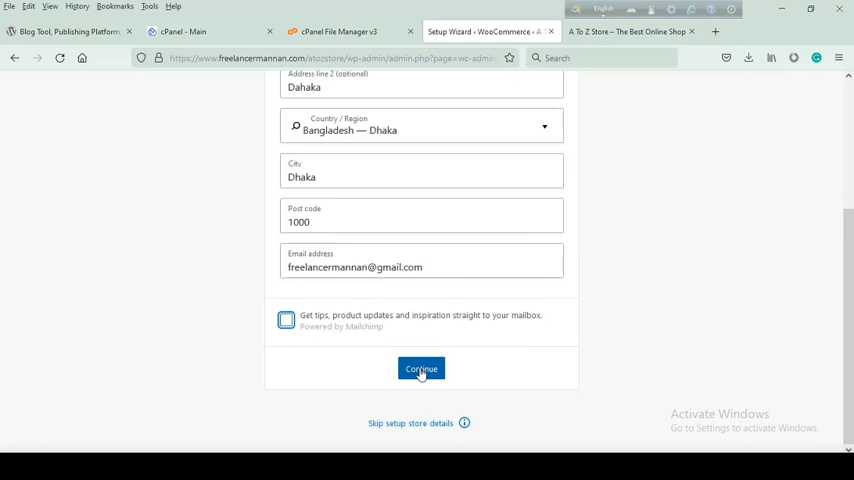 File Edit View History Bookmarks Tools Help
English
Blog Tool, Publishing Platform,
cPanel - Main
cPanel File Manager v3
Setup Wizard ‹ WooCommerce ‹ A T
A To Z Store – The Best Online Shop
https://www.freelancermannan.com/atozstore/wp-admin/admin.php?page=wc-admin
Search
Address line 2 (optional)
Dahaka
Country / Region
Bangladesh — Dhaka
City
Dhaka
Post code
1000
Email address
freelancermannan@gmail.com
Get tips, product updates and inspiration straight to your mailbox.
Powered by Mailchimp
Continue
Skip setup store details
Activate Windows
Go to Settings to activate Windows.